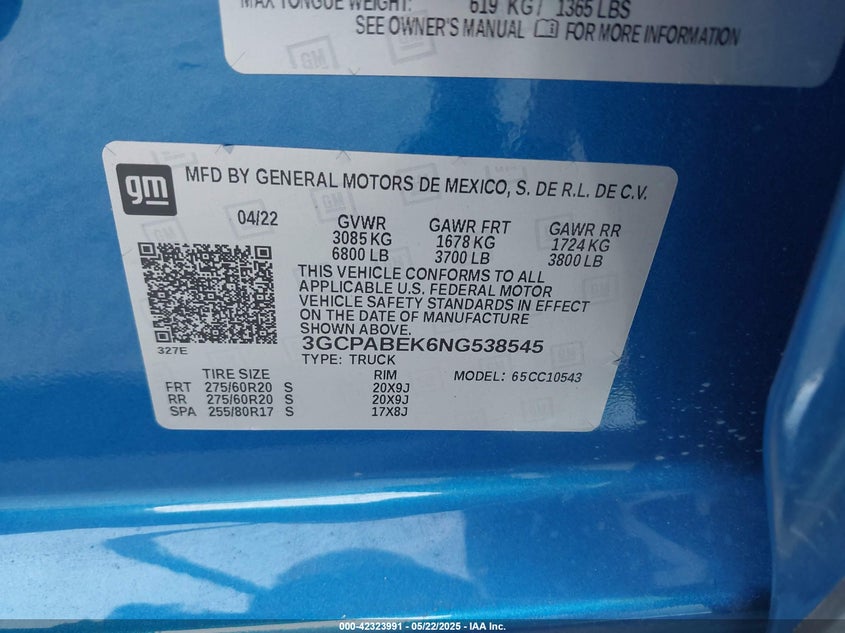 MAX TONGUE WEIGHT: 619 KG / 1365 LBS
SEE OWNER'S MANUAL FOR MORE INFORMATION
gm
MFD BY GENERAL MOTORS DE MEXICO, S. DE R.L. DE C.V.
04/22 GVWR GAWR FRT GAWR RR
3085 KG 1678 KG 1724 KG
6800 LB 3700 LB 3800 LB
THIS VEHICLE CONFORMS TO ALL
APPLICABLE U.S. FEDERAL MOTOR
VEHICLE SAFETY STANDARDS IN EFFECT
ON THE DATE OF MANUFACTURE
SHOWN ABOVE.
327E
3GCPABEK6NG538545
TYPE: TRUCK
MODEL: 65CC10543
TIRE SIZE RIM
FRT 275/60R20 S 20X9J
RR 275/60R20 S 20X9J
SPA 255/80R17 S 17X8J
000-42323991 - 05/22/2025 - IAA Inc.